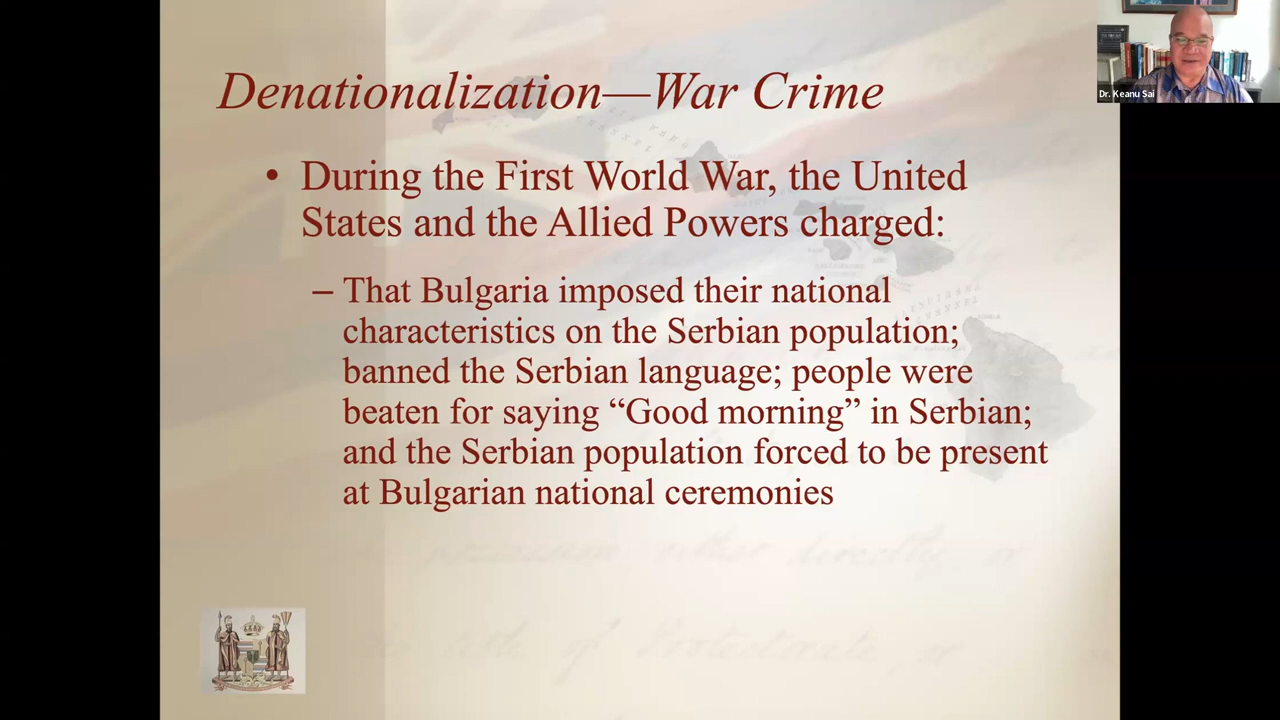 Denationalization—War Crime
Dr. Keanu Sai
• During the First World War, the United
States and the Allied Powers charged:
– That Bulgaria imposed their national
characteristics on the Serbian population;
banned the Serbian language; people were
beaten for saying “Good morning” in Serbian;
and the Serbian population forced to be present
at Bulgarian national ceremonies